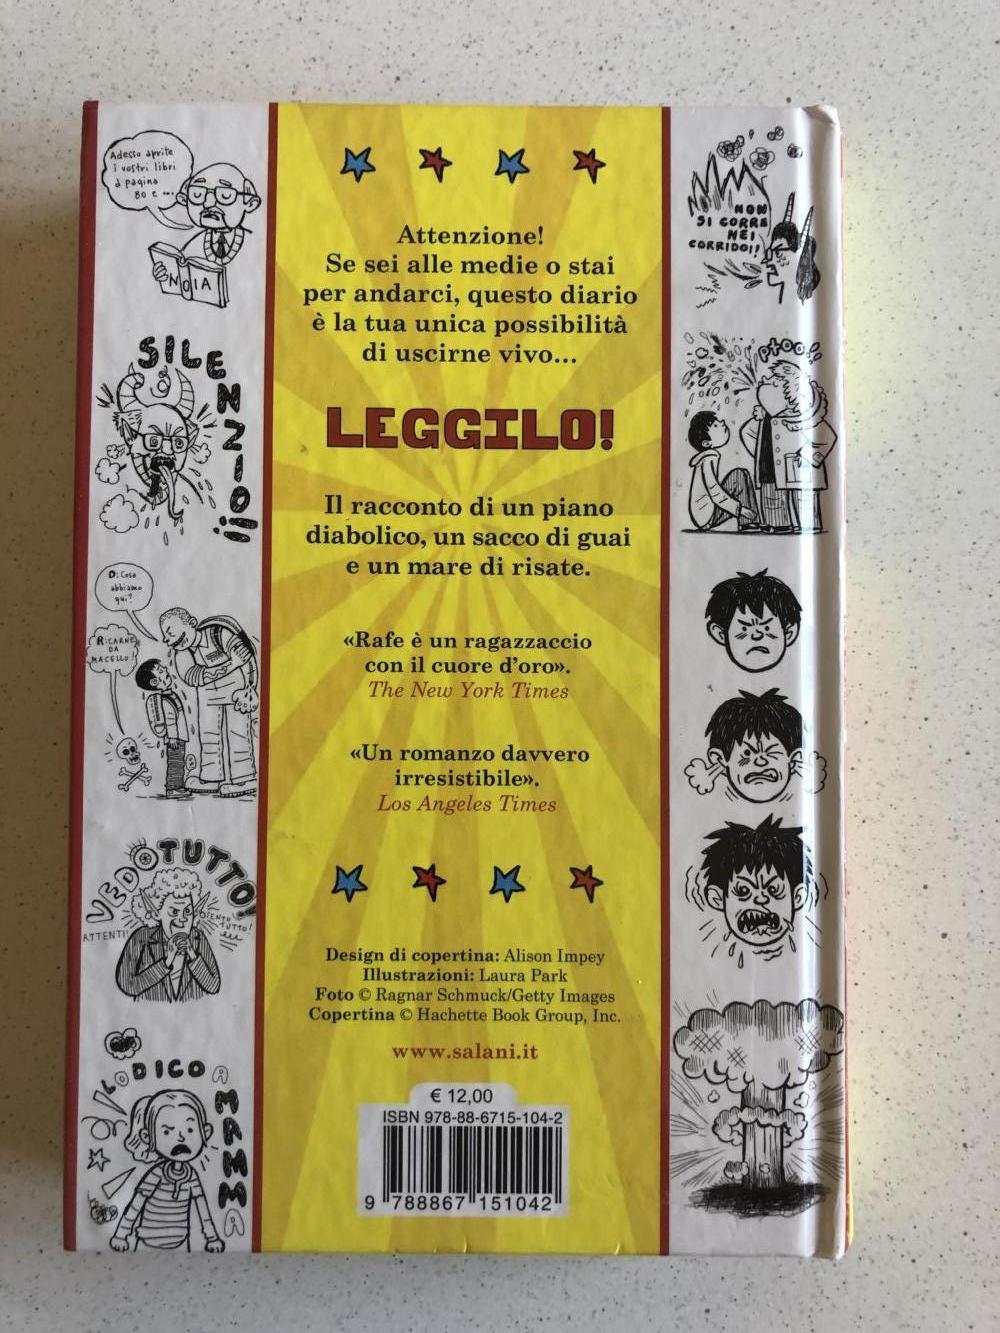 Adesso aprite
i vostri libri
a pagina
80 e ...
NOIA
SILENZIO!!
D: Cosa
abbiamo
qui?
R: CARNE
DA
MACELLO!
VEDO TUTTO!
ATTENTI!
SENTO
TUTTO!
LO DICO A MAMMA
Attenzione!
Se sei alle medie o stai
per andarci, questo diario
è la tua unica possibilità
di uscirne vivo...
LEGGILO!
Il racconto di un piano
diabolico, un sacco di guai
e un mare di risate.
«Rafe è un ragazzaccio
con il cuore d'oro».
The New York Times
«Un romanzo davvero
irresistibile».
Los Angeles Times
Design di copertina: Alison Impey
Illustrazioni: Laura Park
Foto © Ragnar Schmuck/Getty Images
Copertina © Hachette Book Group, Inc.
www.salani.it
€ 12,00
ISBN 978-88-6715-104-2
9 788867 151042
NON
SI CORRE
NEI
CORRIDOI!
ptoo!!